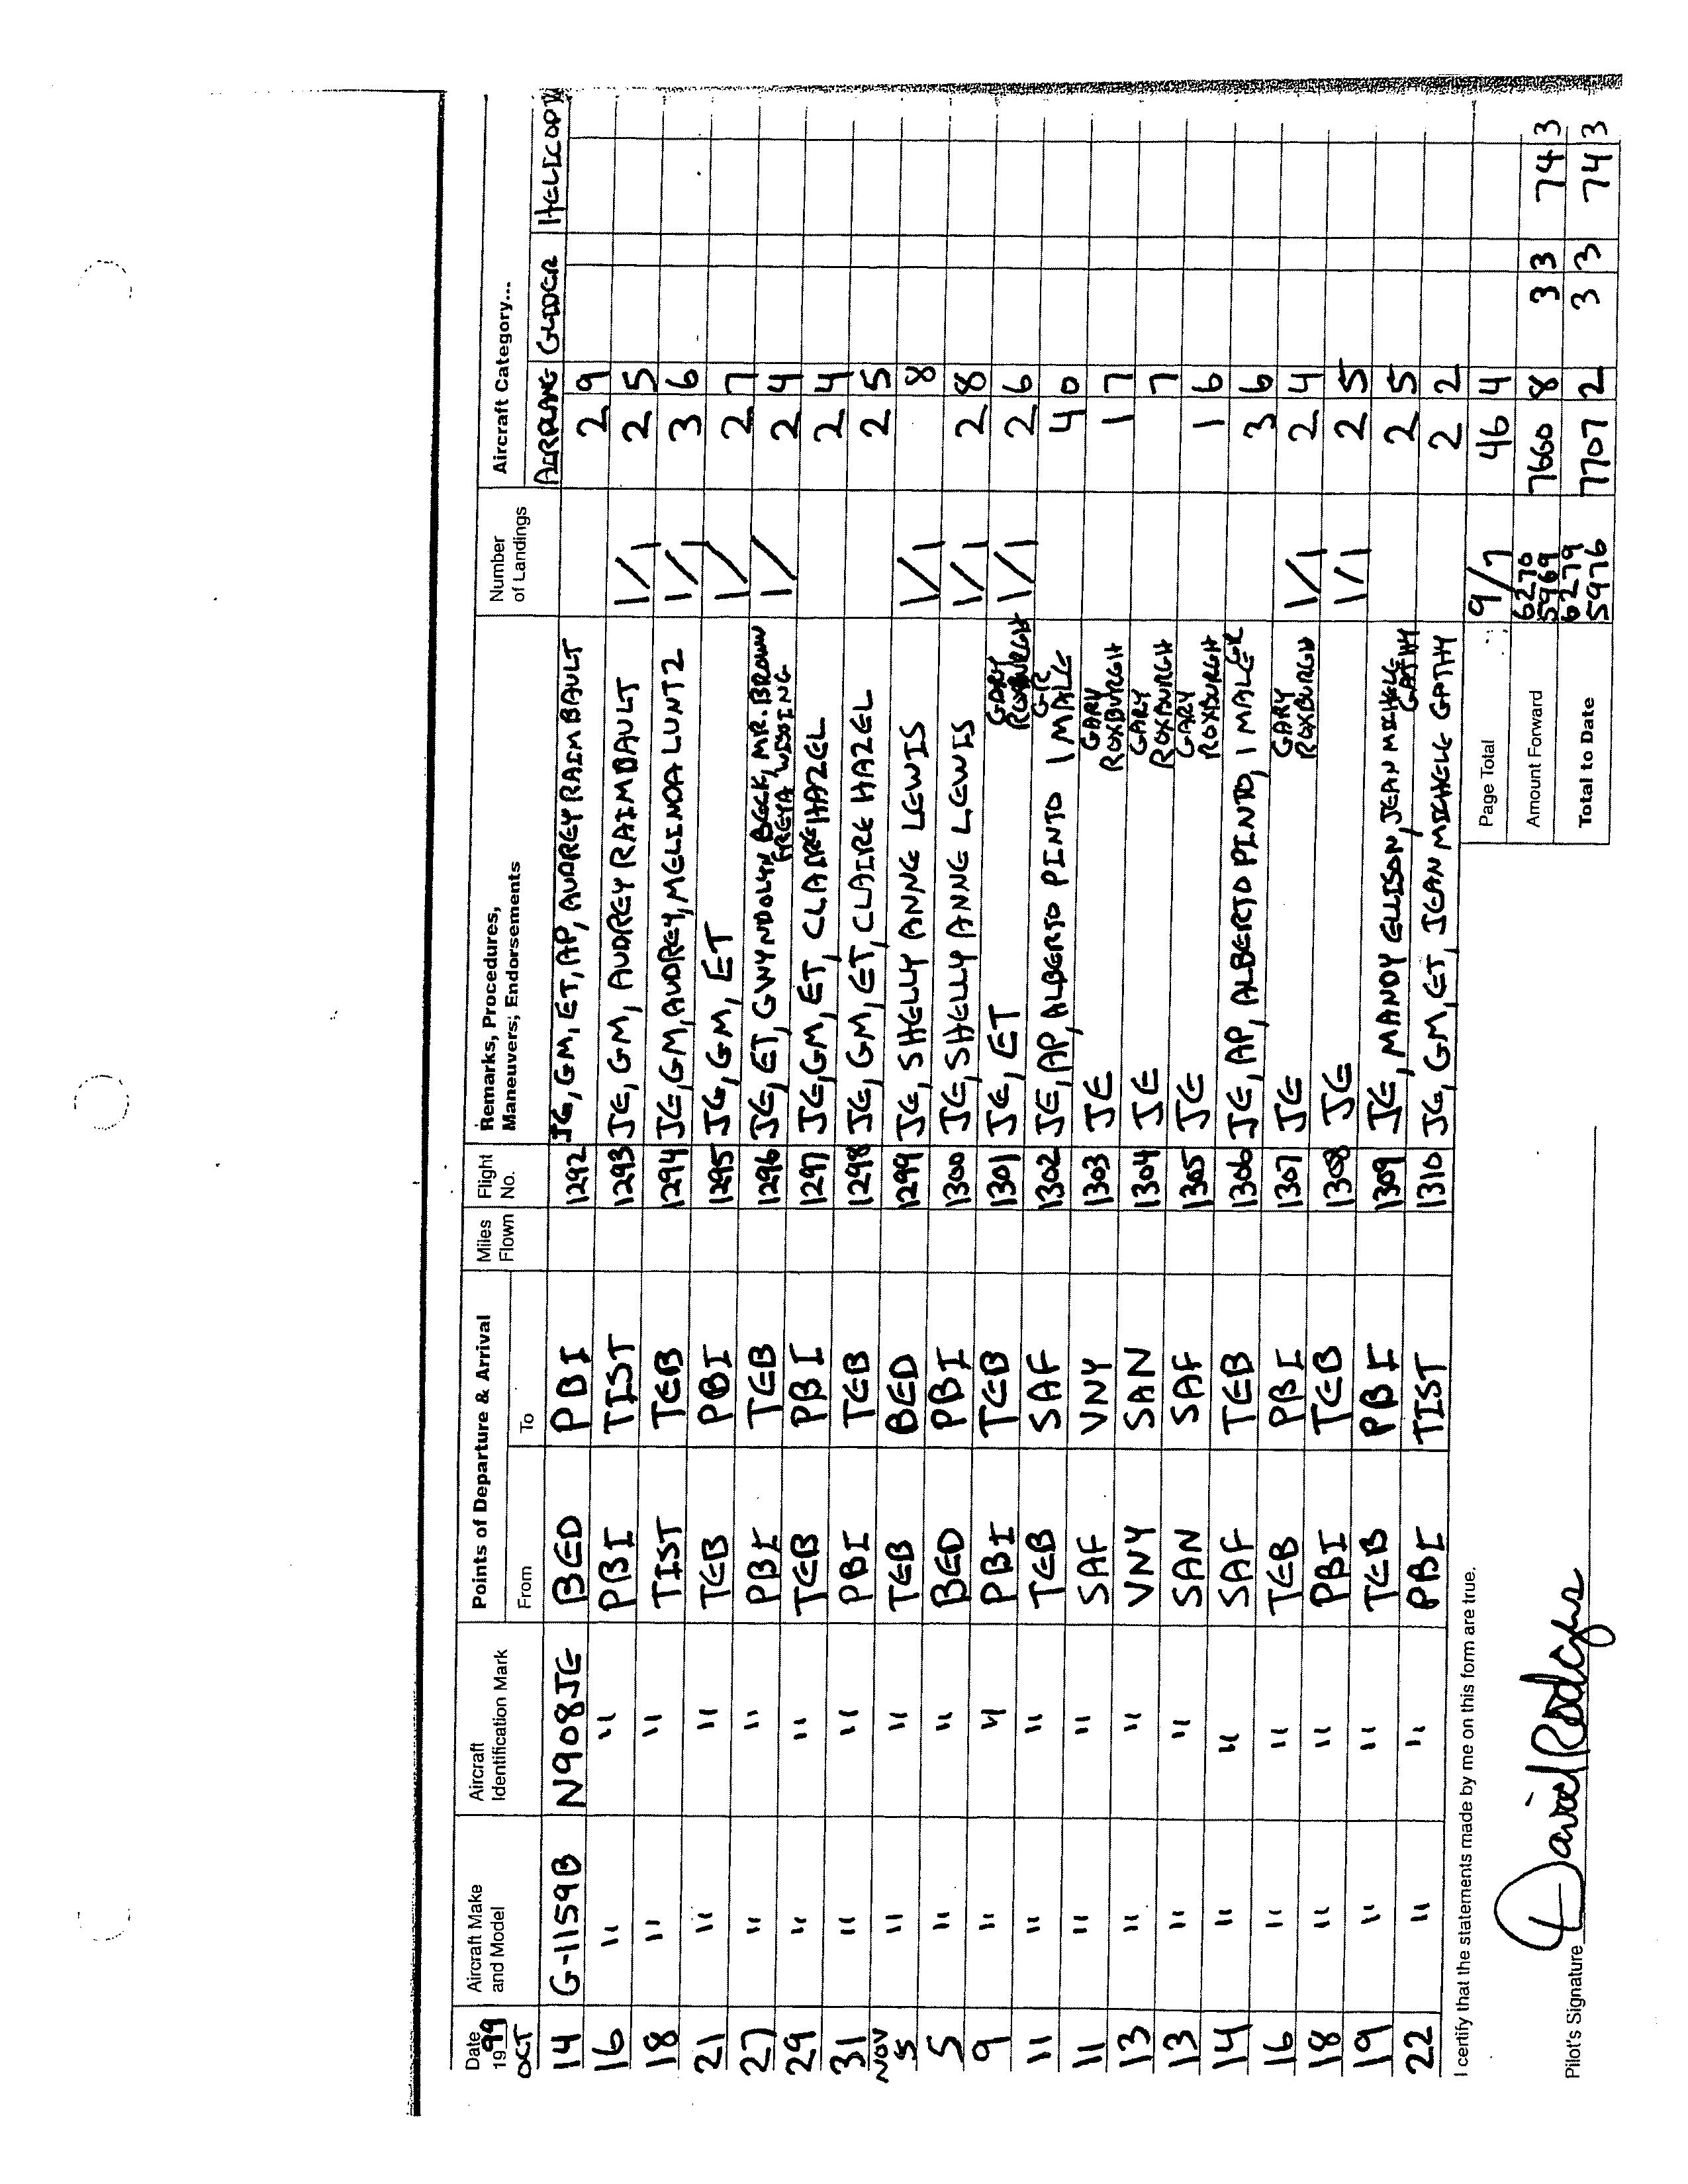 Date 1999 Aircraft Make and Model Aircraft Identification Mark Points of Departure & Arrival Miles Flown Flight No. Remarks, Procedures, Maneuvers, Endorsements Number of Landings Aircraft Category...
OCT From To AIRPLANE GLIDER HELICOPT
14 G-1159B N908JE BED PBI 1292 JE, GM, ET, AP, AUDREY RAIMBAULT 2 9
16 " " PBI TIST 1293 JE, GM, AUDREY RAIMBAULT 1/1 2 5
18 " " TIST TEB 1294 JE, GM, AUDREY, MELINDA LUNTZ 1/1 3 6
21 " " TEB PBI 1295 JE, GM, ET 1/ 2 7
27 " " PBI TEB 1296 JE, ET, GWYNDOLYN BECK, MR. BROWN FREYA 1/ 2 4
29 " " TEB PBI 1297 JE, GM, ET, CLAIRE HAZEL 2 4
31 " " PBI TEB 1298 JE, GM, ET, CLAIRE HAZEL 2 5
NOV 5 " " TEB BED 1299 JE, SHELLY ANNE LEWIS 1/1 8
5 " " BED PBI 1300 JE, SHELLY ANNE LEWIS 1/1 2 8
9 " " PBI TEB 1301 JE, ET GARY ROXBURGH 1/1 2 6
11 " " TEB SAF 1302 JE, AP, ALBERTO PINTO 1 MALE GR 4 0
11 " " SAF VNY 1303 JE GARY ROXBURGH 1 7
13 " " VNY SAN 1304 JE GARY ROXBURGH 7
13 " " SAN SAF 1305 JE GARY ROXBURGH 1 6
14 " " SAF TEB 1306 JE, AP, ALBERTO PINTO, 1 MALE GR 3 6
16 " " TEB PBI 1307 JE GARY ROXBURGH 1/1 2 4
18 " " PBI TEB 1308 JE 1/1 2 5
19 " " TEB PBI 1309 JE, MANDY ELLISON, JEAN MICHELE GATHY 2 5
22 " " PBI TIST 1310 JE, GM, ET, JEAN MICHELE GATHY 2 2
I certify that the statements made by me on this form are true.
Page Total 9/7 46 4
Amount Forward 6270 5969 7660 8 3 3 74 3
Total to Date 6279 5976 7707 2 3 3 74 3
Pilot's Signature David Rodgers